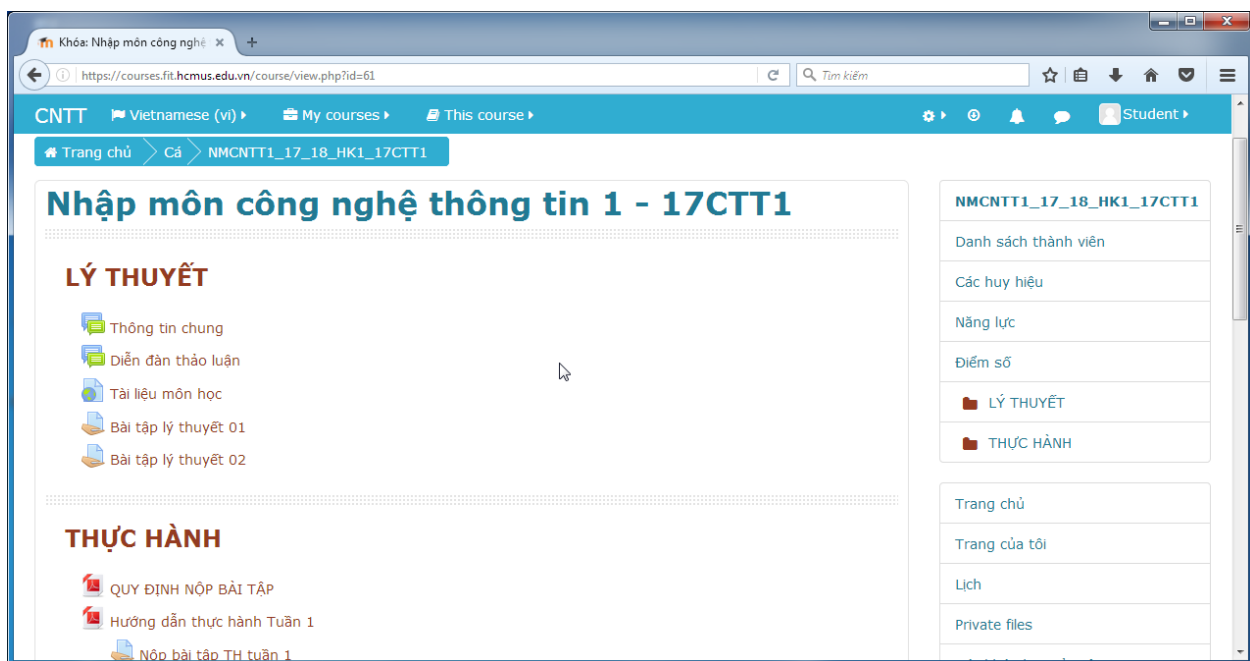 Khóa: Nhập môn công nghệ
https://courses.fit.hcmus.edu.vn/course/view.php?id=61
Tìm kiếm
CNTT Vietnamese (vi) My courses This course Student
Trang chủ Cá NMCNTT1_17_18_HK1_17CTT1
Nhập môn công nghệ thông tin 1 - 17CTT1
LÝ THUYẾT
Thông tin chung
Diễn đàn thảo luận
Tài liệu môn học
Bài tập lý thuyết 01
Bài tập lý thuyết 02
THỰC HÀNH
QUY ĐỊNH NỘP BÀI TẬP
Hướng dẫn thực hành Tuần 1
Nộp bài tập TH tuần 1
NMCNTT1_17_18_HK1_17CTT1
Danh sách thành viên
Các huy hiệu
Năng lực
Điểm số
LÝ THUYẾT
THỰC HÀNH
Trang chủ
Trang của tôi
Lịch
Private files